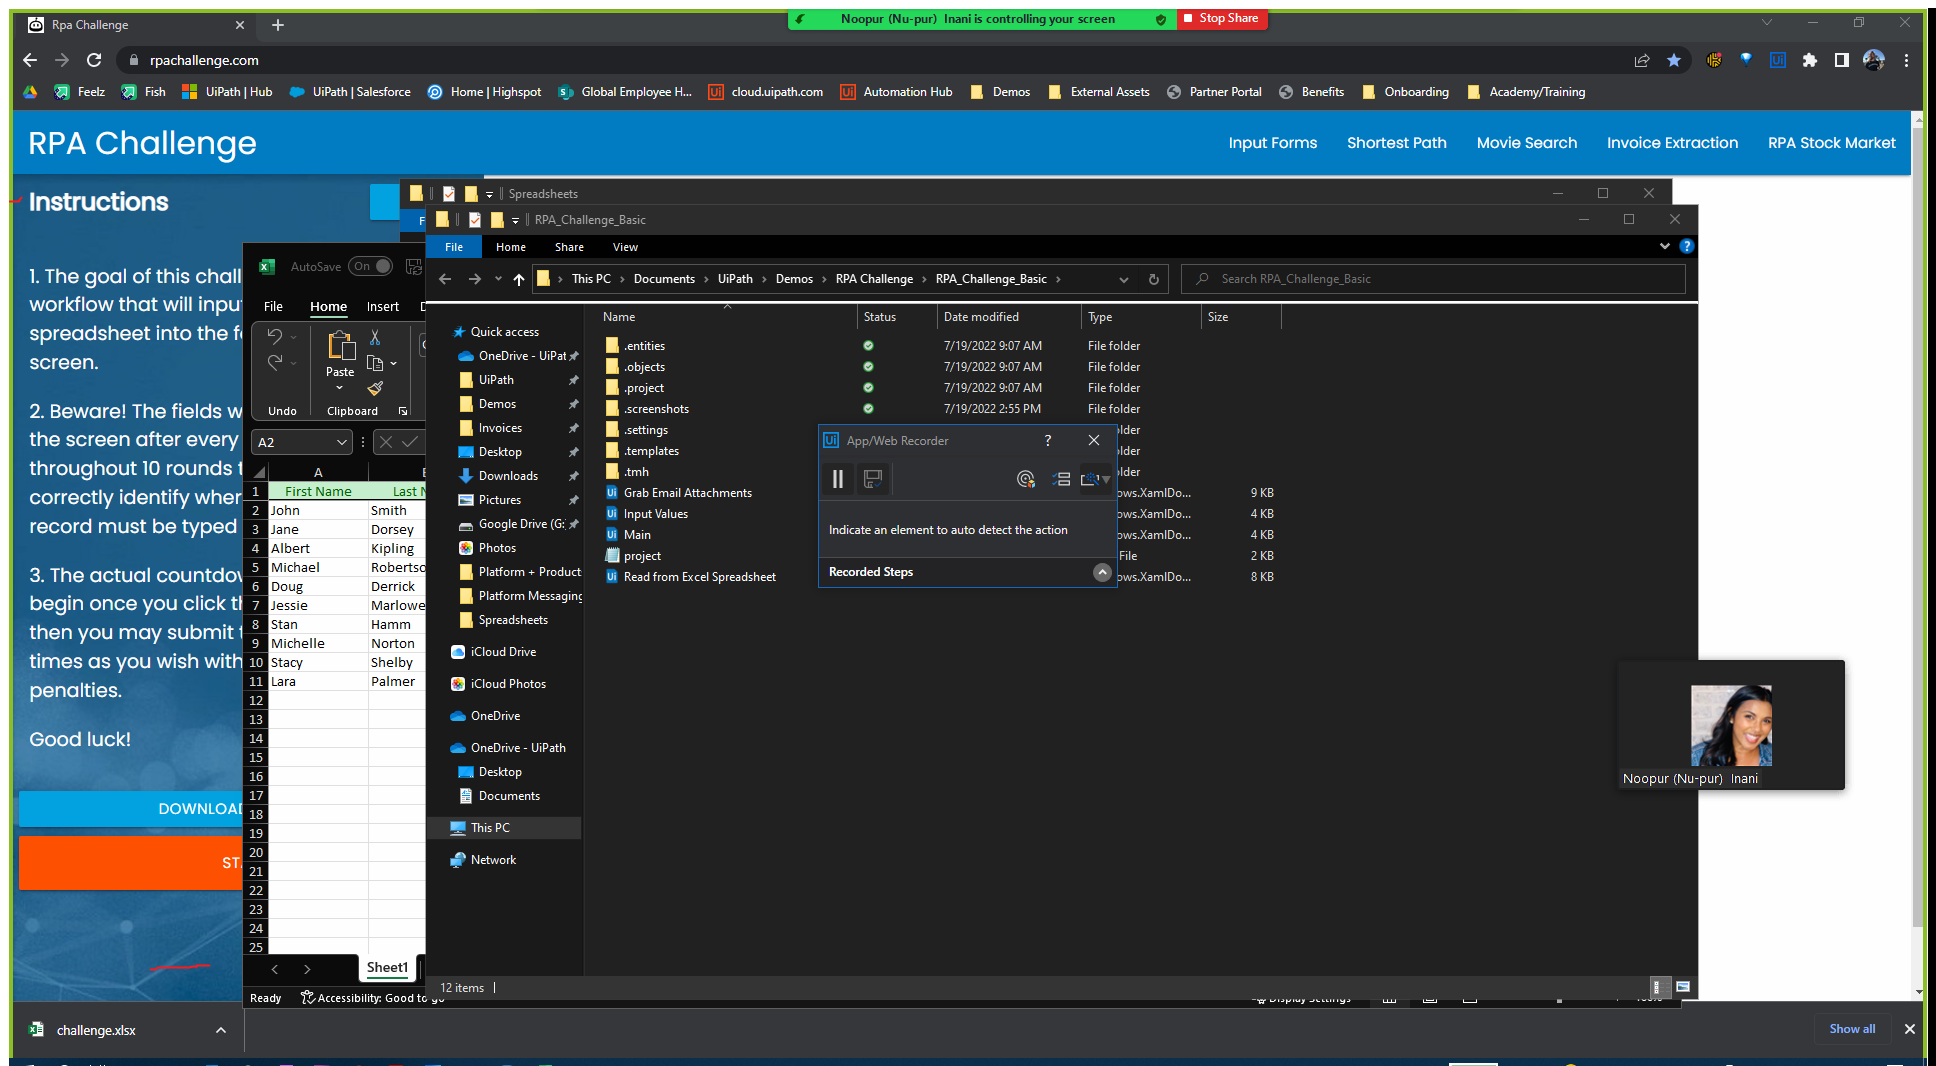 Rpa Challenge
Noopur (Nu-pur) Inani is controlling your screen
Stop Share
rpachallenge.com
Feelz
Fish
UiPath | Hub
UiPath | Salesforce
Home | Highspot
Global Employee H...
cloud.uipath.com
Automation Hub
Demos
External Assets
Partner Portal
Benefits
Onboarding
Academy/Training
RPA Challenge
Input Forms
Shortest Path
Movie Search
Invoice Extraction
RPA Stock Market
Instructions
1. The goal of this chall
workflow that will input
spreadsheet into the f
screen.
2. Beware! The fields w
the screen after every
throughout 10 rounds t
correctly identify wher
record must be typed
3. The actual countdow
begin once you click th
then you may submit t
times as you wish with
penalties.
Good luck!
DOWNLOAD
STA
Spreadsheets
RPA_Challenge_Basic
File
Home
Share
View
This PC
Documents
UiPath
Demos
RPA Challenge
RPA_Challenge_Basic
Search RPA_Challenge_Basic
AutoSave
On
File
Home
Insert
Paste
Undo
Clipboard
A2
A
1 First Name Last N
2 John Smith
3 Jane Dorsey
4 Albert Kipling
5 Michael Robertso
6 Doug Derrick
7 Jessie Marlowe
8 Stan Hamm
9 Michelle Norton
10 Stacy Shelby
11 Lara Palmer
12
13
14
15
16
17
18
19
20
21
22
23
24
25
Sheet1
Ready
Accessibility: Good to go
Quick access
OneDrive - UiPat
UiPath
Demos
Invoices
Desktop
Downloads
Pictures
Google Drive (G:
Photos
Platform + Product
Platform Messaging
Spreadsheets
iCloud Drive
iCloud Photos
OneDrive
OneDrive - UiPath
Desktop
Documents
This PC
Network
Name Status Date modified Type Size
.entities 7/19/2022 9:07 AM File folder
.objects 7/19/2022 9:07 AM File folder
.project 7/19/2022 9:07 AM File folder
.screenshots 7/19/2022 2:55 PM File folder
.settings lder
.templates lder
.tmh lder
Grab Email Attachments ows.XamlDo... 9 KB
Input Values ows.XamlDo... 4 KB
Main ows.XamlDo... 4 KB
project File 2 KB
Read from Excel Spreadsheet ows.XamlDo... 8 KB
Ui App/Web Recorder ?
Indicate an element to auto detect the action
Recorded Steps
12 items
Display Settings
Noopur (Nu-pur) Inani
challenge.xlsx
Show all